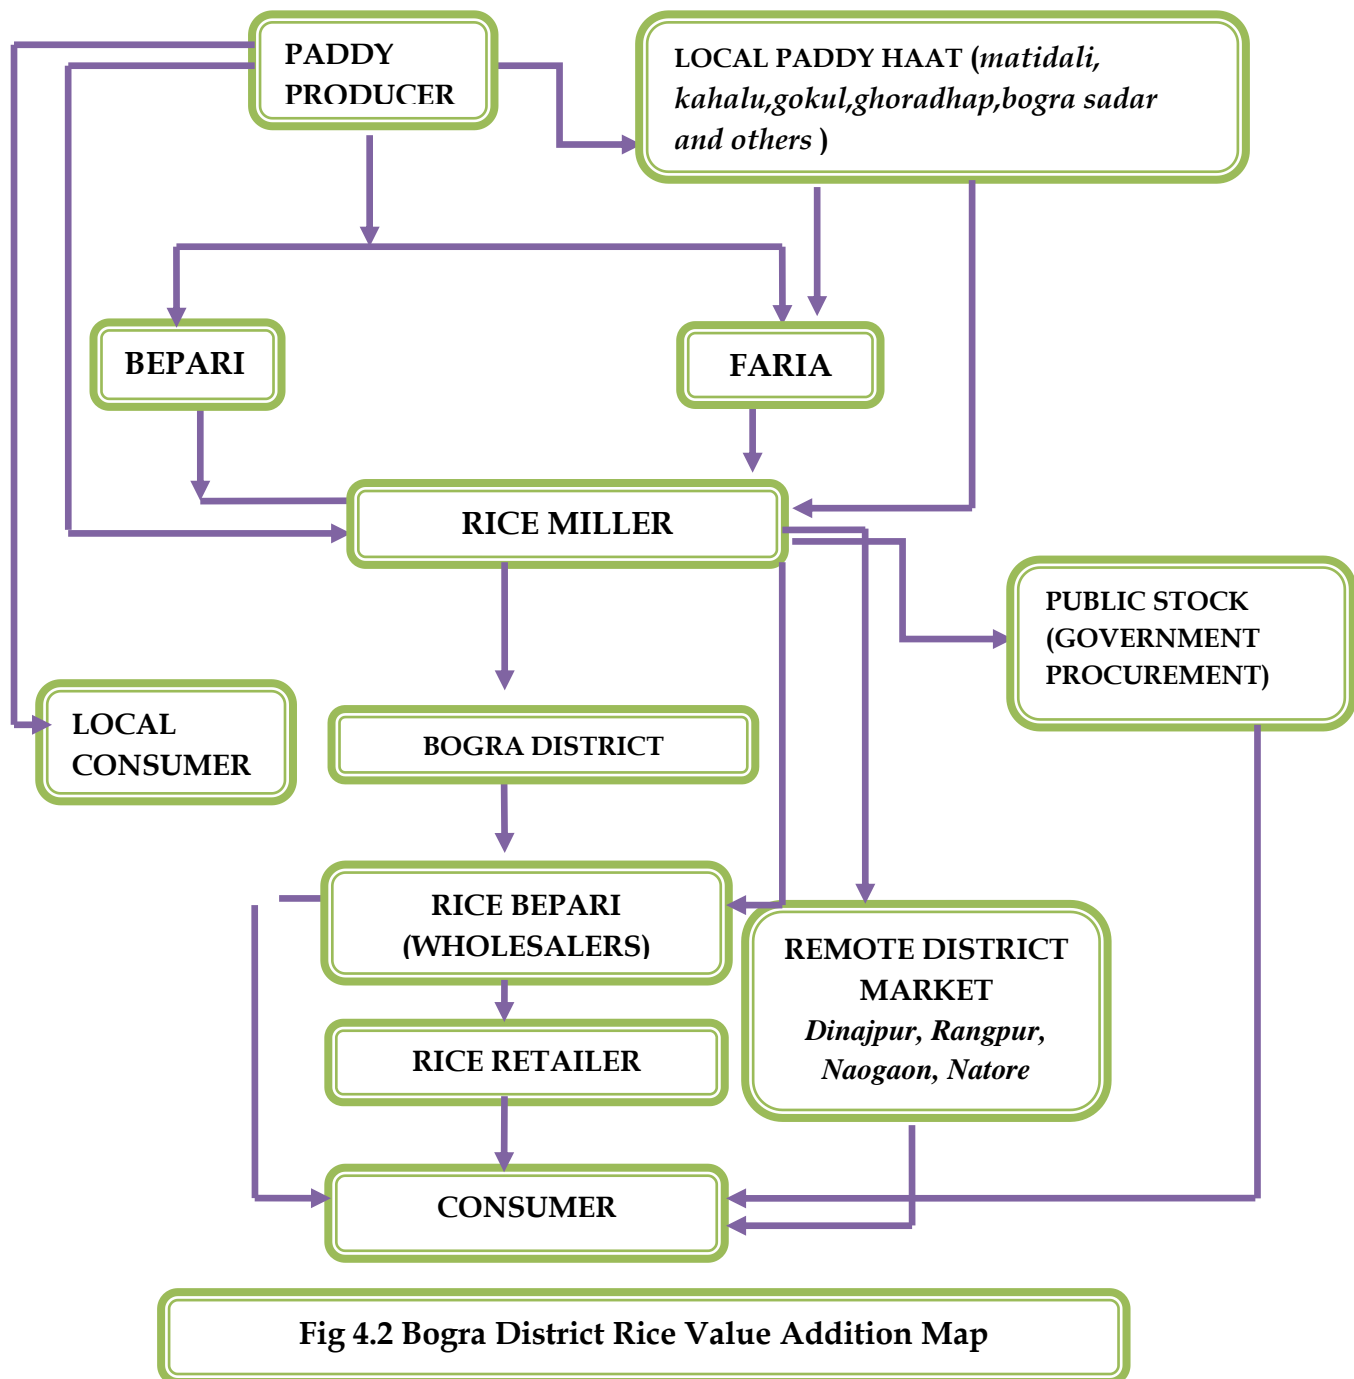 PADDY
PRODUCER
LOCAL PADDY HAAT (matidali,
kahalu,gokul,ghoradhap,bogra sadar
and others )
BEPARI
FARIA
RICE MILLER
PUBLIC STOCK
(GOVERNMENT
PROCUREMENT)
LOCAL
CONSUMER
BOGRA DISTRICT
RICE BEPARI
(WHOLESALERS)
REMOTE DISTRICT
MARKET
Dinajpur, Rangpur,
Naogaon, Natore
RICE RETAILER
CONSUMER
Fig 4.2 Bogra District Rice Value Addition Map